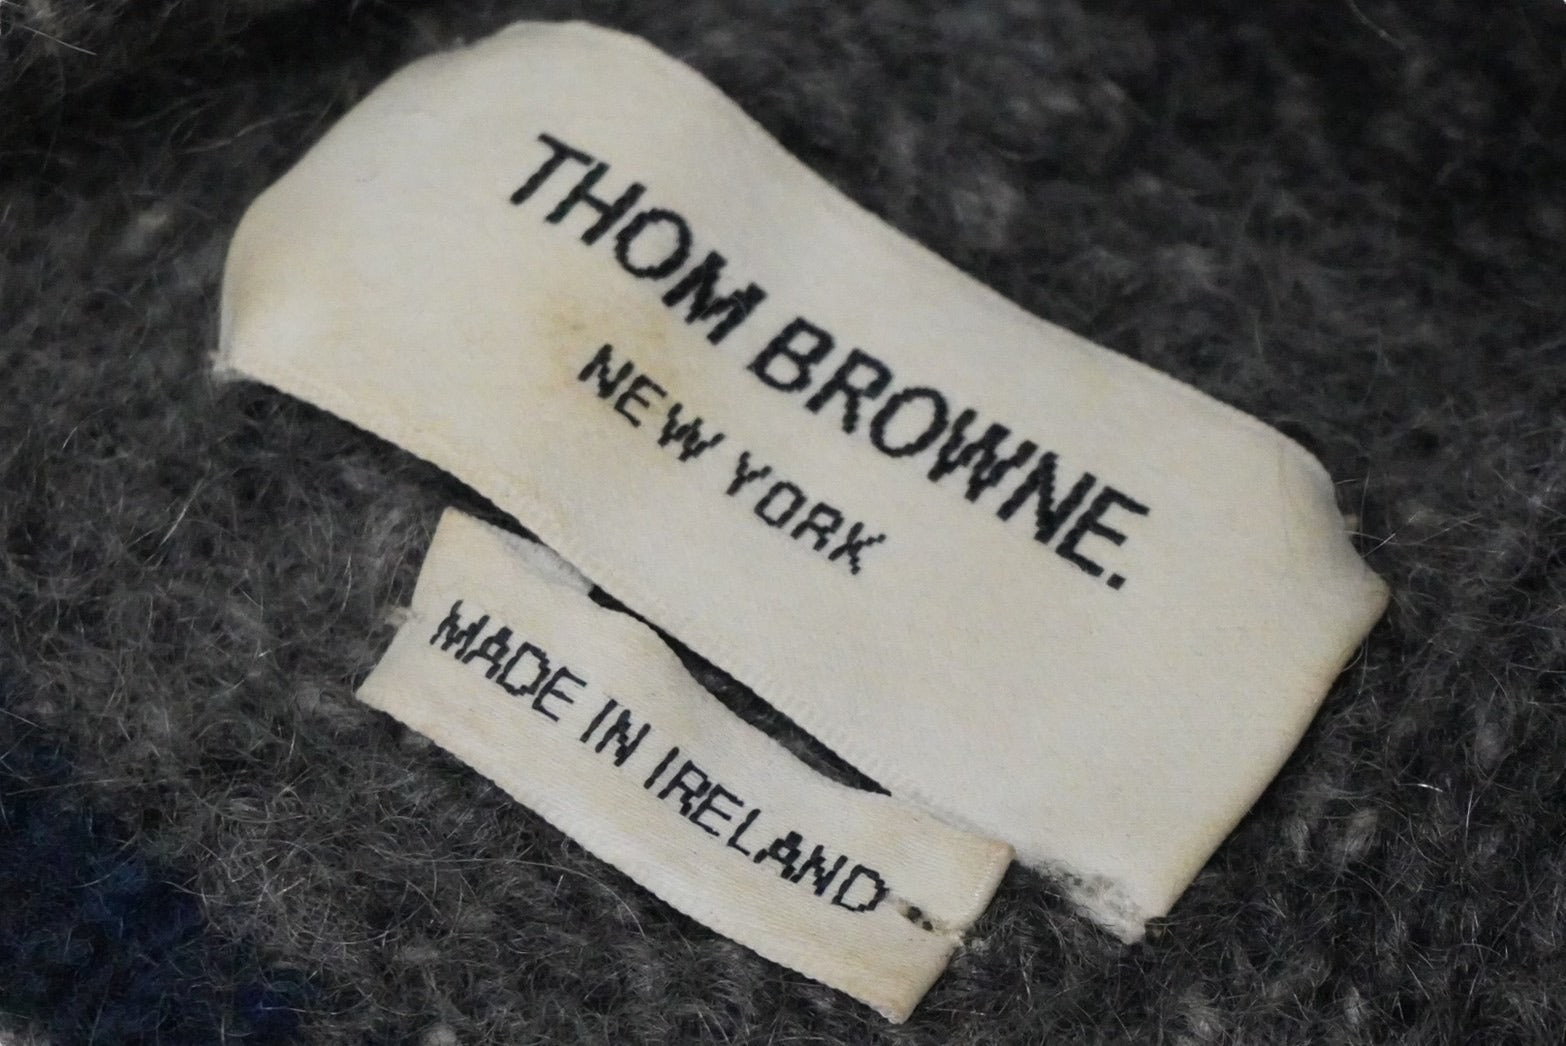 THOM BROWNE.
NEW YORK
MADE IN IRELAND